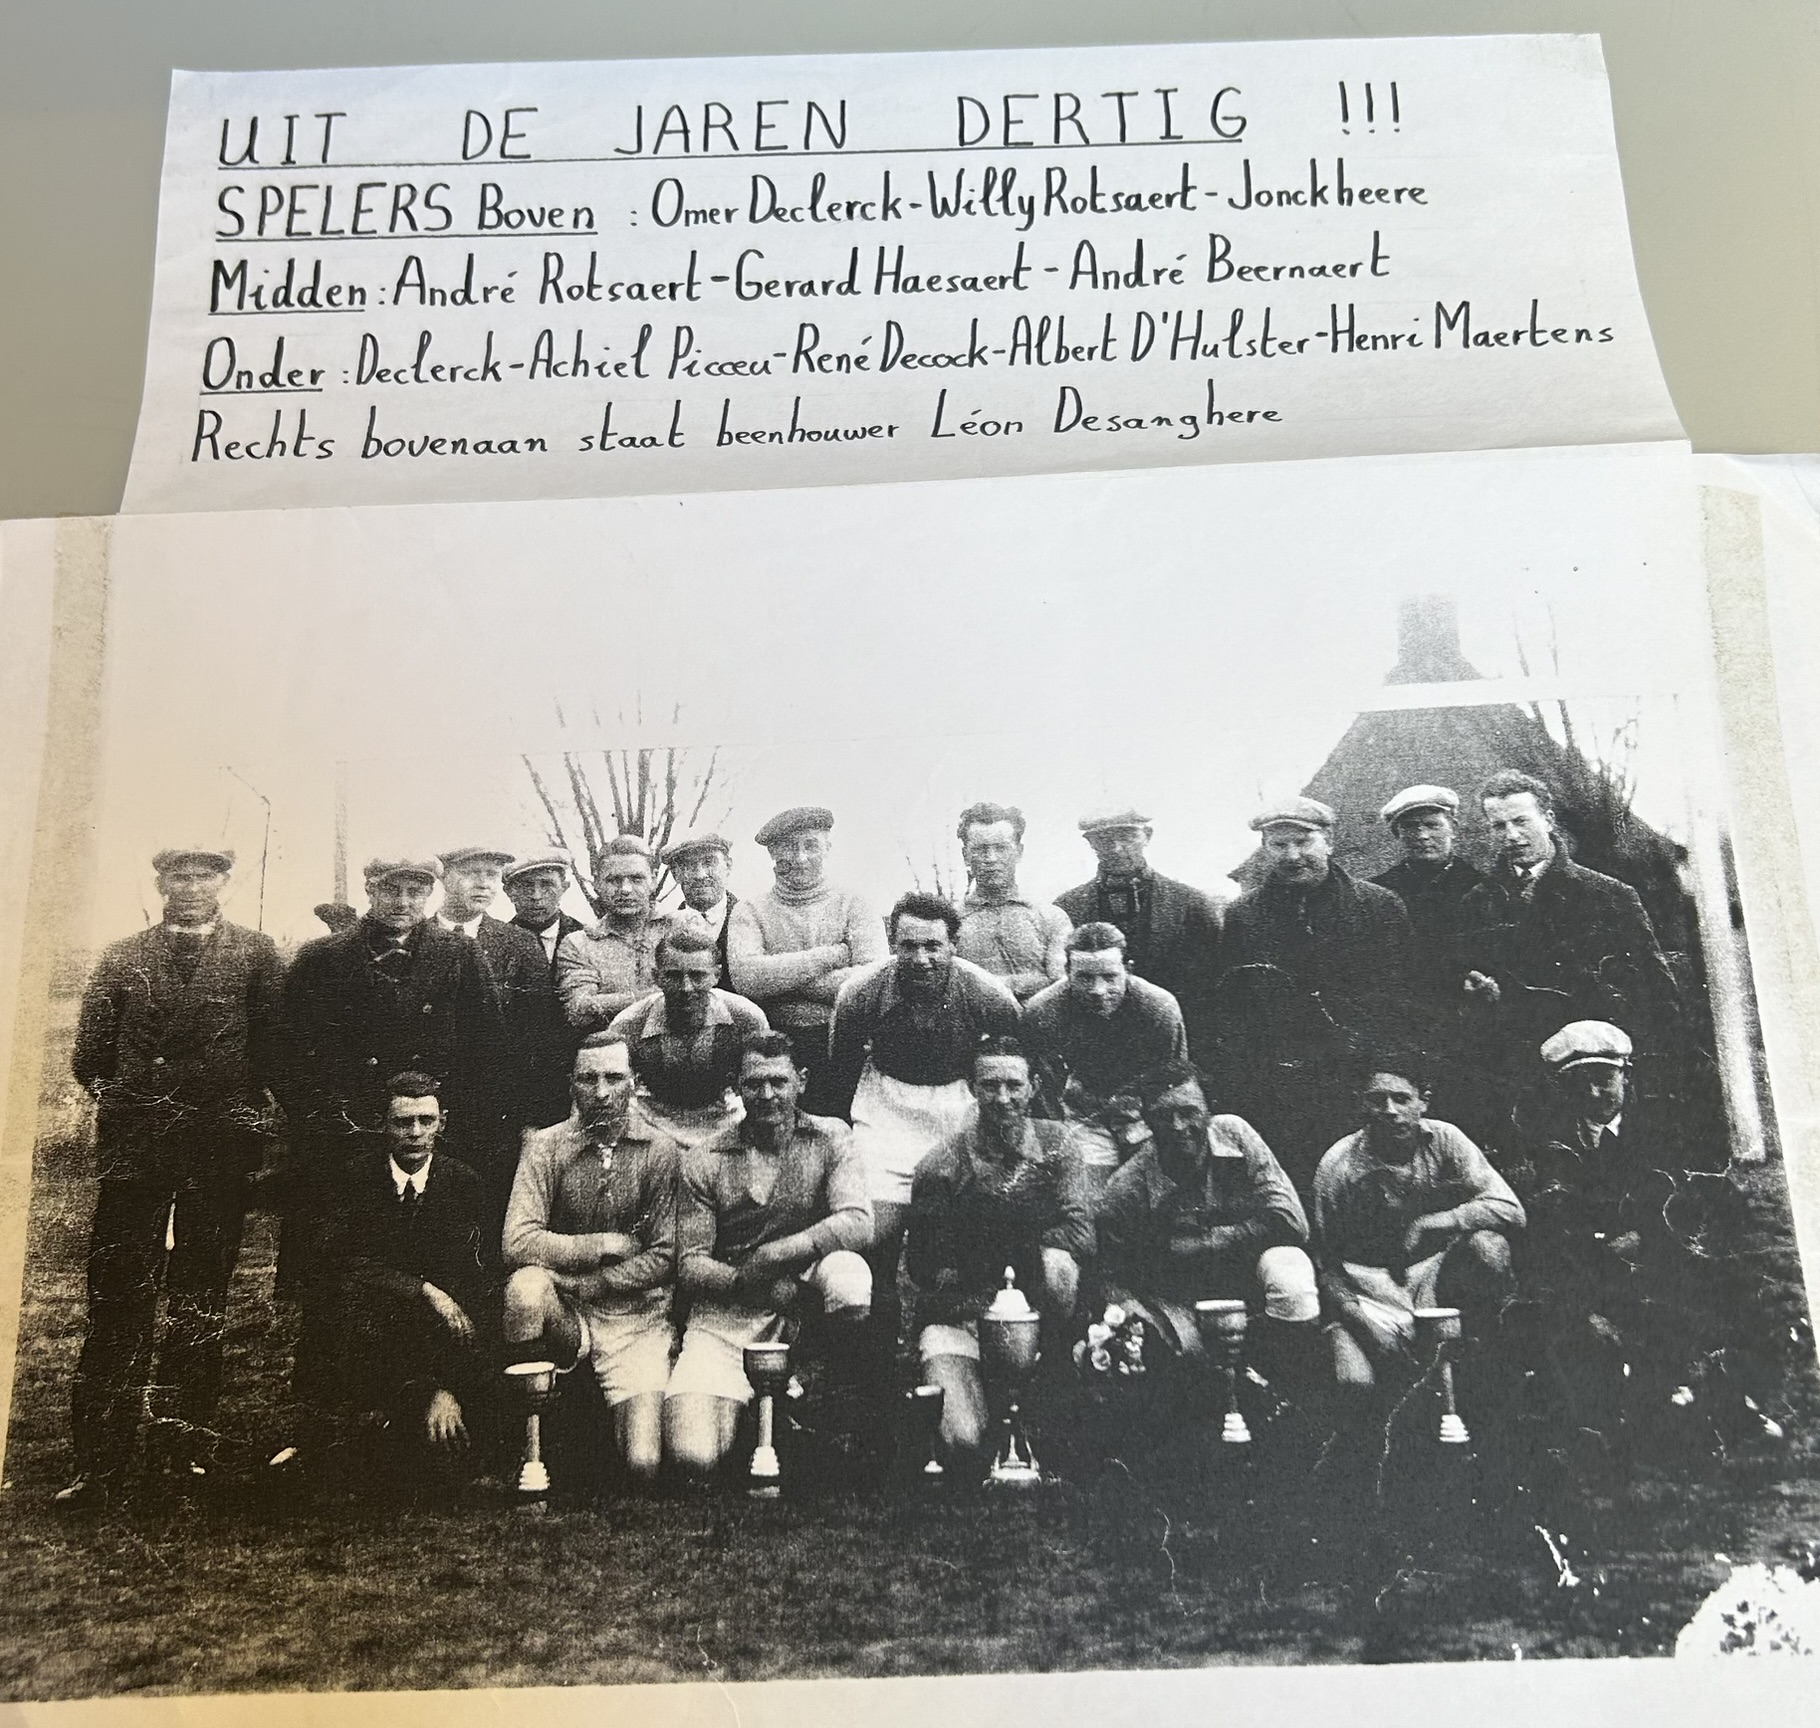 UIT DE JAREN DERTIG !!!
SPELERS Boven : Omer Declerck-Willy Rotsaert-Jonckheere
Midden : André Rotsaert-Gerard Haesaert-André Beernaert
Onder : Declerck-Achiel Picceu-René Decock-Albert D'Hulster-Henri Maertens
Rechts bovenaan staat beenhouwer Léon Desanghere